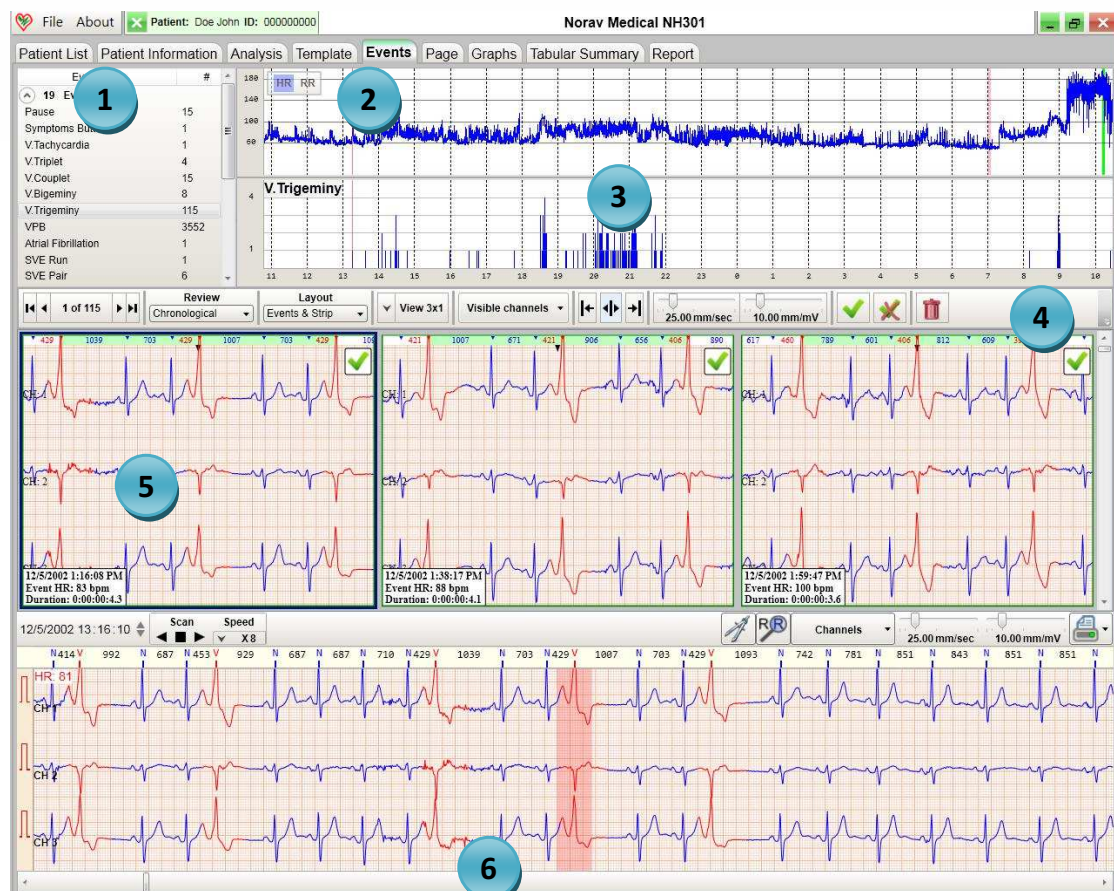 File About Patient: Doe John ID: 000000000 Norav Medical NH301
Patient List Patient Information Analysis Template Events Page Graphs Tabular Summary Report
#
1
19
Pause 15
Symptoms 1
V.Tachycardia 1
V.Triplet 4
V.Couplet 15
V.Bigeminy 8
V.Trigeminy 115
VPB 3552
Atrial Fibrillation 1
SVE Run 1
SVE Pair 6
HR RR
2
180
140
100
60
V.Trigeminy
3
4
1
11 12 13 14 15 16 17 18 19 20 21 22 23 0 1 2 3 4 5 6 7 8 9 10
1 of 115
Review
Chronological
Layout
Events & Strip
View 3x1
Visible channels
25.00 mm/sec
10.00 mm/mV
4
429 1039 703 429 1007 703 429
CH: 2
5
12/5/2002 1:16:08 PM
Event HR: 83 bpm
Duration: 0:00:00:4.3
421 1007 671 421 906 656 406 890
12/5/2002 1:38:17 PM
Event HR: 88 bpm
Duration: 0:00:00:4.1
617 460 789 601 406 812 609
CH: 2
12/5/2002 1:59:47 PM
Event HR: 100 bpm
Duration: 0:00:00:3.6
12/5/2002 13:16:10
Scan
Speed
X8
R R
Channels
25.00 mm/sec
10.00 mm/mV
N 414 V 992 N 687 N 453 V 929 N 687 N 687 N 710 N 429 V 1039 N 703 N 429 V 1007 N 703 N 429 V 1093 N 742 N 781 N 851 N 843 N 851 N 851 N
HR: 81
CH 1
CH 2
CH 3
6